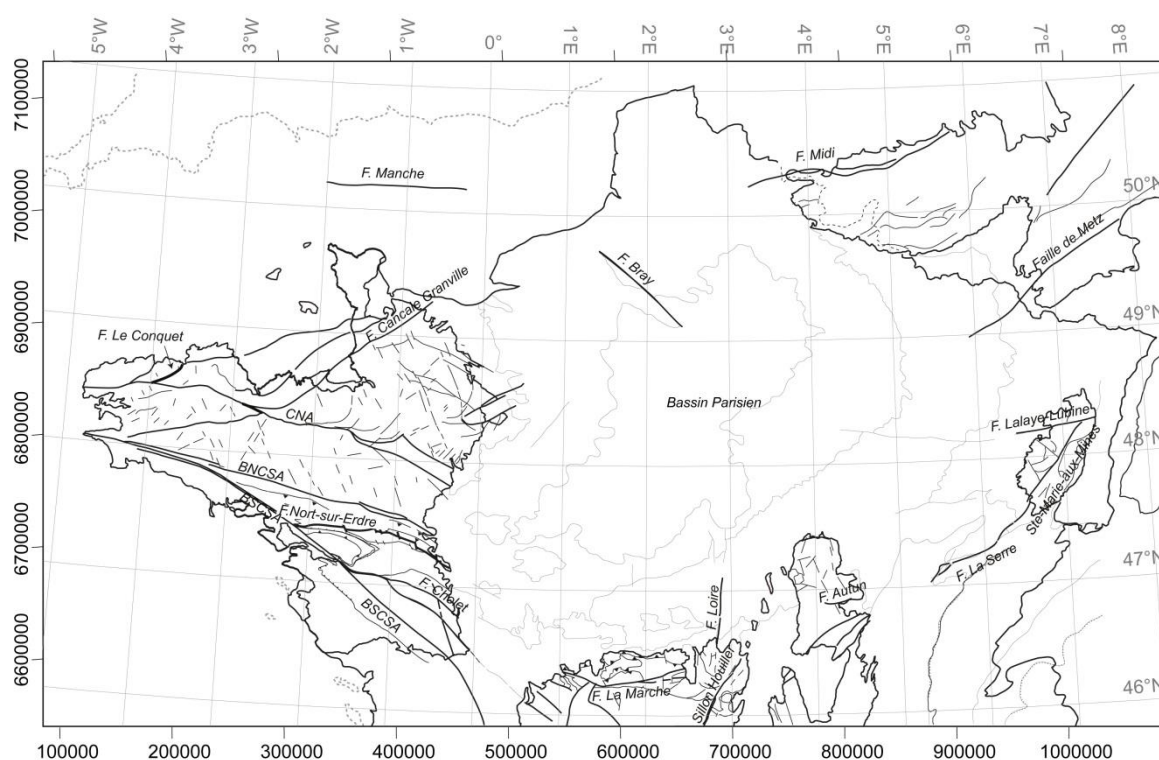 5°W
4°W
3°W
2°W
1°W
0°
1°E
2°E
3°E
4°E
5°E
6°E
7°E
8°E
7100000
7000000
6900000
6800000
6700000
6600000
50°N
49°N
48°N
47°N
46°N
F. Manche
F. Midi
Faille de Metz
F. Bray
F. Cancale Granville
F. Le Conquet
CNA
Bassin Parisien
F. Lalaye Lubine
Ste-Marie-aux-Mines
BNCSA
BSCSA
F.Nort-sur-Erdre
F. La Serre
F. Cholet
F. Loire
F. Autun
BSCSA
F. La Marche
Sillon Houiller
100000
200000
300000
400000
500000
600000
700000
800000
900000
1000000